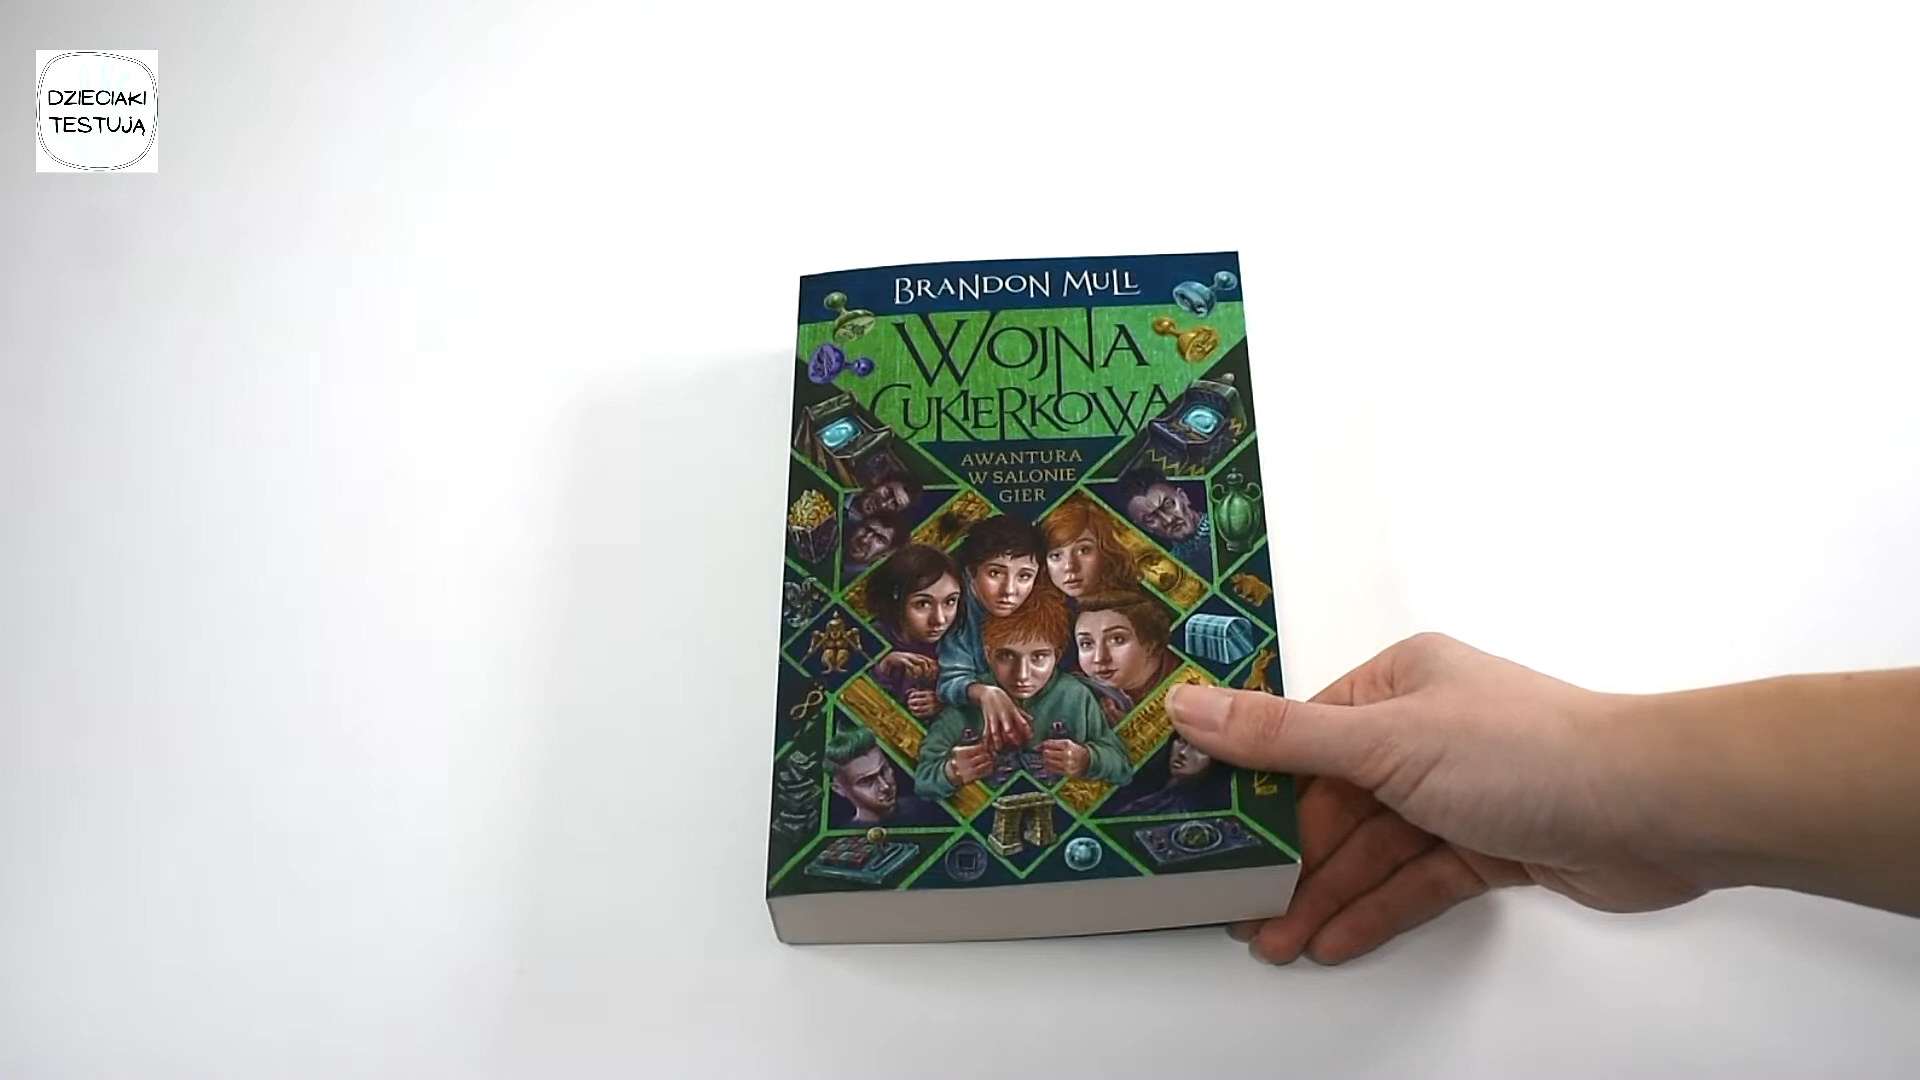 DZIECIAKI
TESTUJĄ
BRANDON MULL
WOJNA
CUKIERKOWA
AWANTURA
W SALONIE
GIER